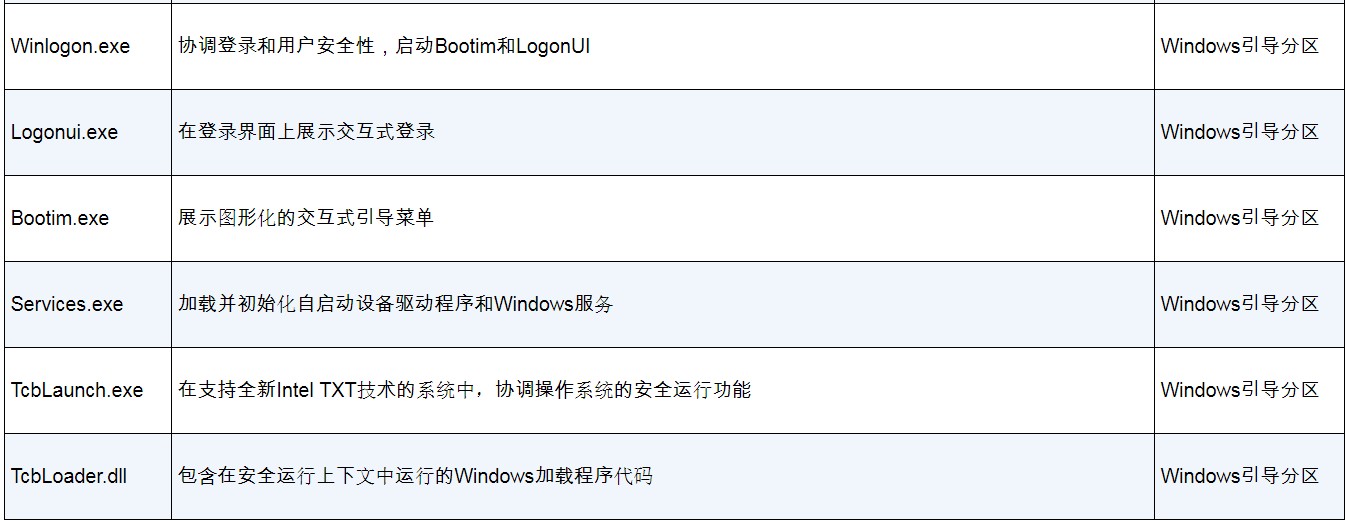 Winlogon.exe 协调登录和用户安全性，启动Bootim和LogonUI Windows引导分区
Logonui.exe 在登录界面上展示交互式登录 Windows引导分区
Bootim.exe 展示图形化的交互式引导菜单 Windows引导分区
Services.exe 加载并初始化自启动设备驱动程序和Windows服务 Windows引导分区
TcbLaunch.exe 在支持全新Intel TXT技术的系统中，协调操作系统的安全运行功能 Windows引导分区
TcbLoader.dll 包含在安全运行上下文中运行的Windows加载程序代码 Windows引导分区